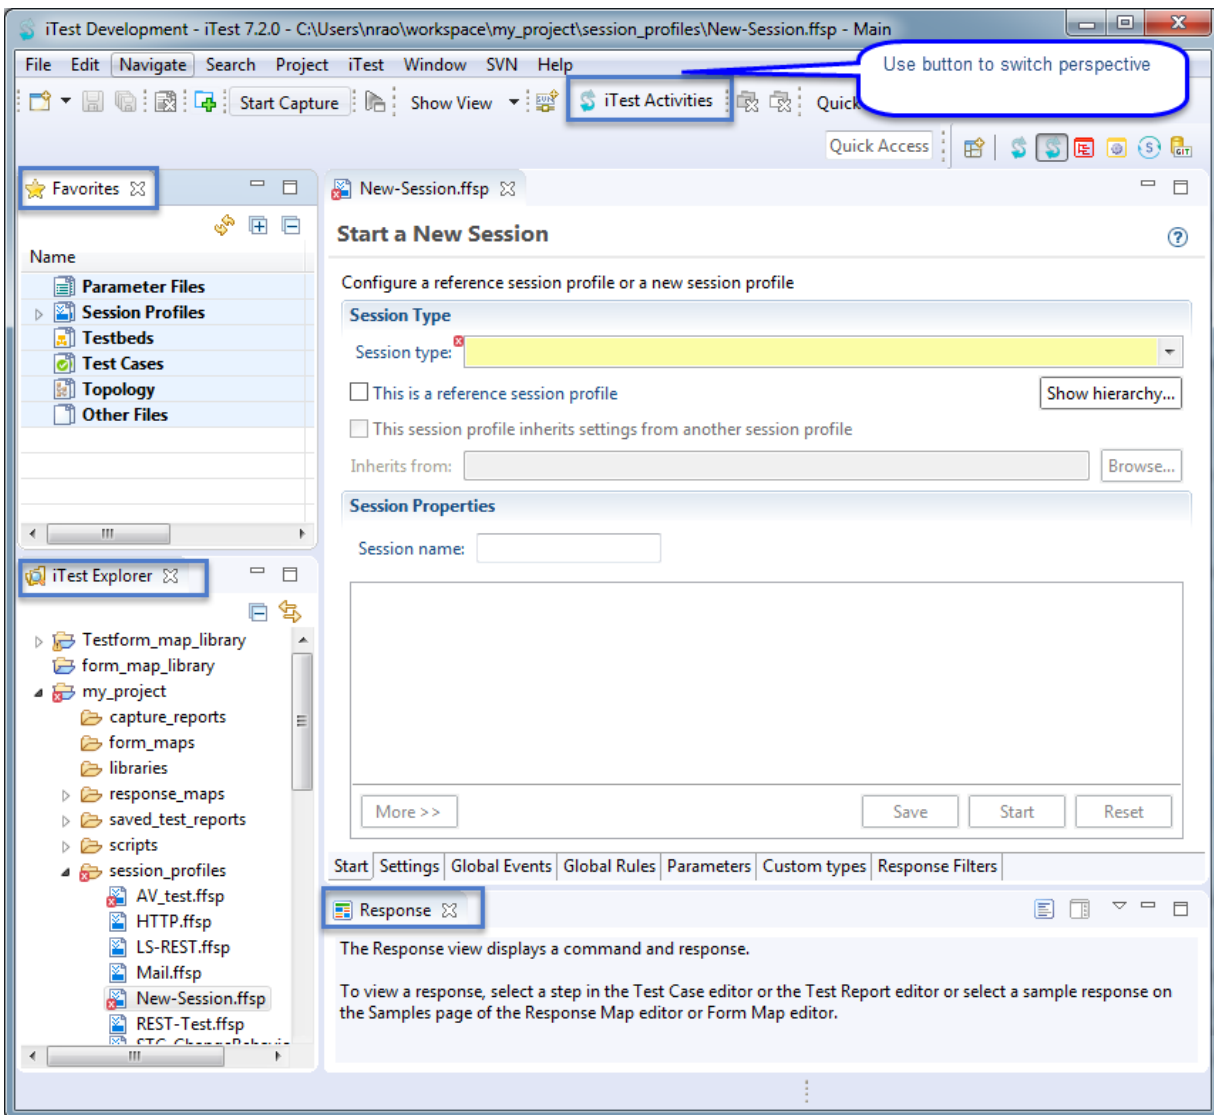 iTest Development - iTest 7.2.0 - C:\Users\nrao\workspace\my_project\session_profiles\New-Session.ffsp - Main
File Edit Navigate Search Project iTest Window SVN Help
Use button to switch perspective
Start Capture Show View iTest Activities Quick
Quick Access
Favorites
Name
Parameter Files
Session Profiles
Testbeds
Test Cases
Topology
Other Files
iTest Explorer
Testform_map_library
form_map_library
my_project
capture_reports
form_maps
libraries
response_maps
saved_test_reports
scripts
session_profiles
AV_test.ffsp
HTTP.ffsp
LS-REST.ffsp
Mail.ffsp
New-Session.ffsp
REST-Test.ffsp
New-Session.ffsp
Start a New Session
Configure a reference session profile or a new session profile
Session Type
Session type:
This is a reference session profile
Show hierarchy...
This session profile inherits settings from another session profile
Inherits from: Browse...
Session Properties
Session name:
More >> Save Start Reset
Start Settings Global Events Global Rules Parameters Custom types Response Filters
Response
The Response view displays a command and response.
To view a response, select a step in the Test Case editor or the Test Report editor or select a sample response on
the Samples page of the Response Map editor or Form Map editor.